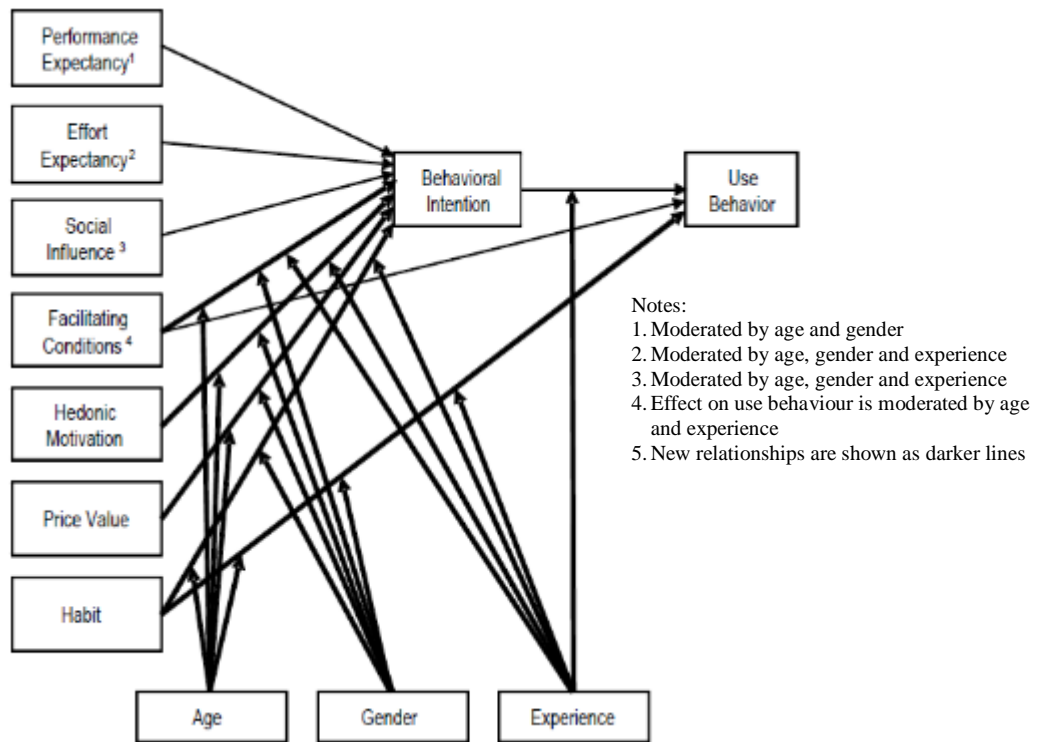 Performance
Expectancy1
Effort
Expectancy2
Social
Influence 3
Facilitating
Conditions 4
Hedonic
Motivation
Price Value
Habit
Behavioral
Intention
Use
Behavior
Notes:
1. Moderated by age and gender
2. Moderated by age, gender and experience
3. Moderated by age, gender and experience
4. Effect on use behaviour is moderated by age
and experience
5. New relationships are shown as darker lines
Age
Gender
Experience